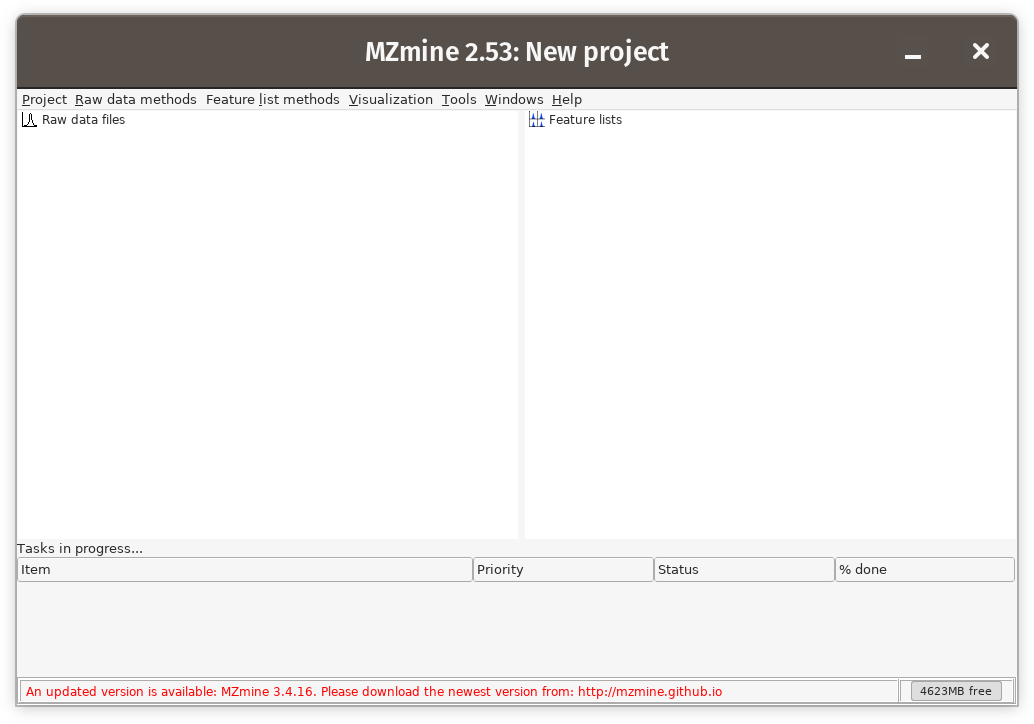 MZmine 2.53: New project
Project Raw data methods Feature list methods Visualization Tools Windows Help
Raw data files
Feature lists
Tasks in progress...
Item Priority Status % done
An updated version is available: MZmine 3.4.16. Please download the newest version from: http://mzmine.github.io
4623MB free